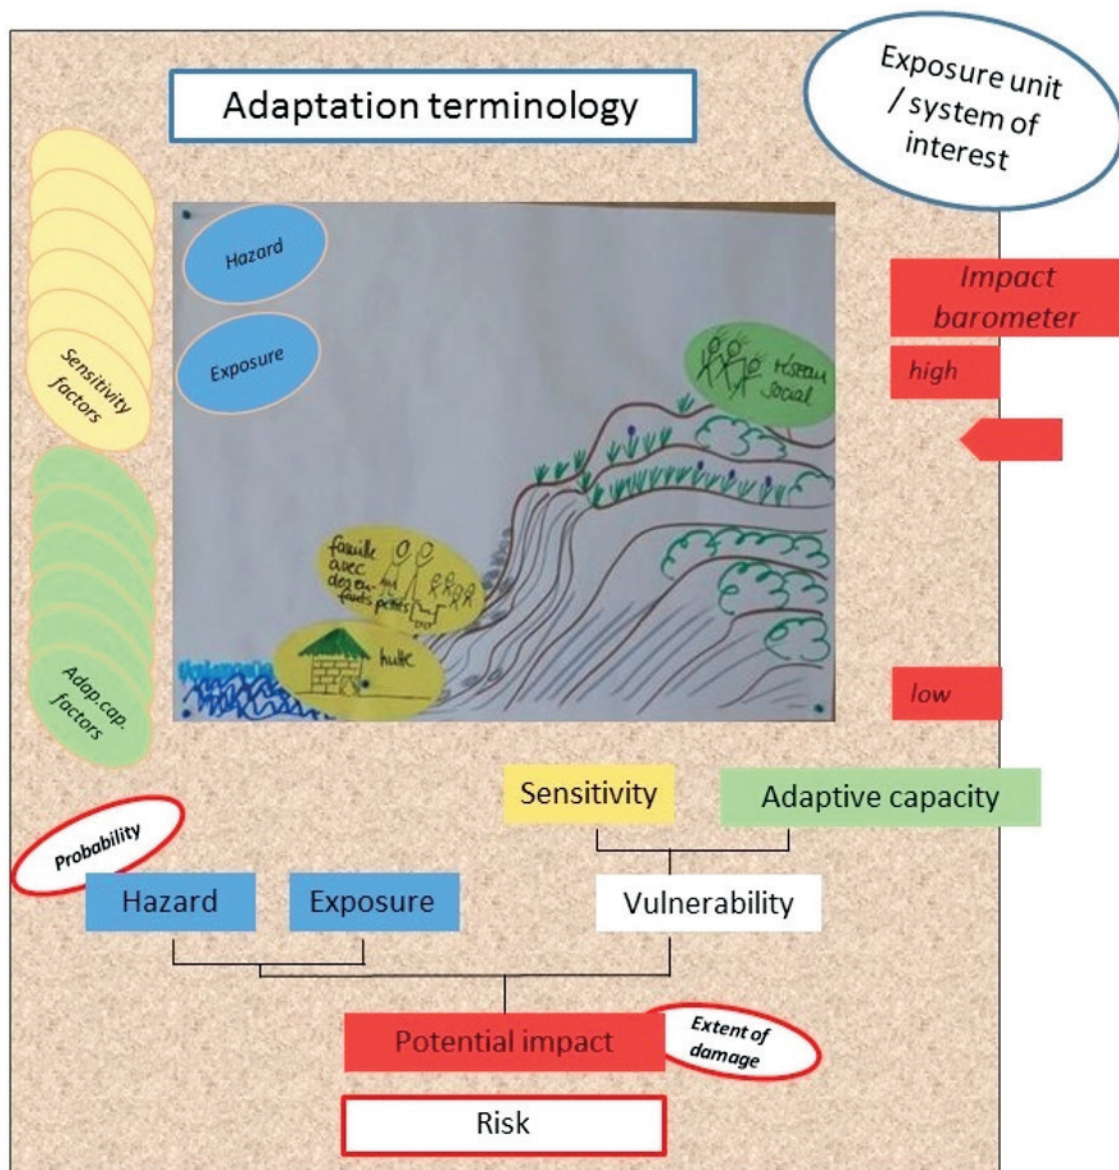 Adaptation terminology
Exposure unit
/ system of
interest
Hazard
Exposure
Sensitivity
factors
Adap.cap.
factors
Impact
barometer
high
low
réseau
social
famille
avec
des en-
fants petits
hutte
Sensitivity
Adaptive capacity
Probability
Hazard
Exposure
Vulnerability
Potential impact
Extent of
damage
Risk